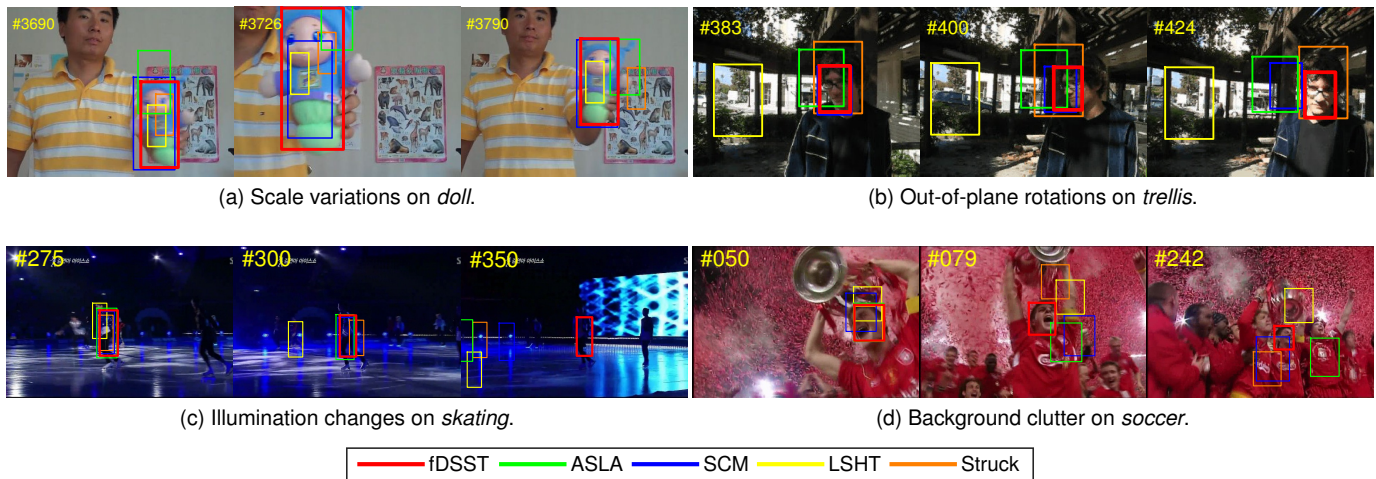 #3690
#3726
#3790
#383
#400
#424
(a) Scale variations on doll.
(b) Out-of-plane rotations on trellis.
#275
#300
#350
#050
#079
#242
(c) Illumination changes on skating.
(d) Background clutter on soccer.
fDSST ASLA SCM LSHT Struck